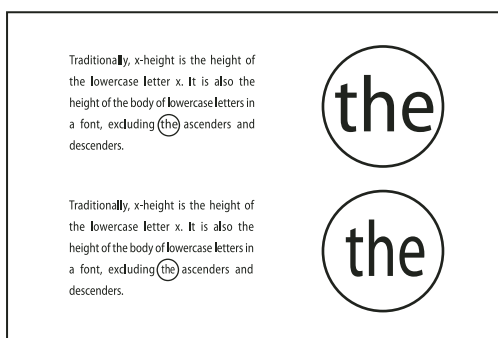 Traditionally, x-height is the height of
the lowercase letter x. It is also the
height of the body of lowercase letters in
a font, excluding the ascenders and
descenders.
the
Traditionally, x-height is the height of
the lowercase letter x. It is also the
height of the body of lowercase letters in
a font, excluding the ascenders and
descenders.
the